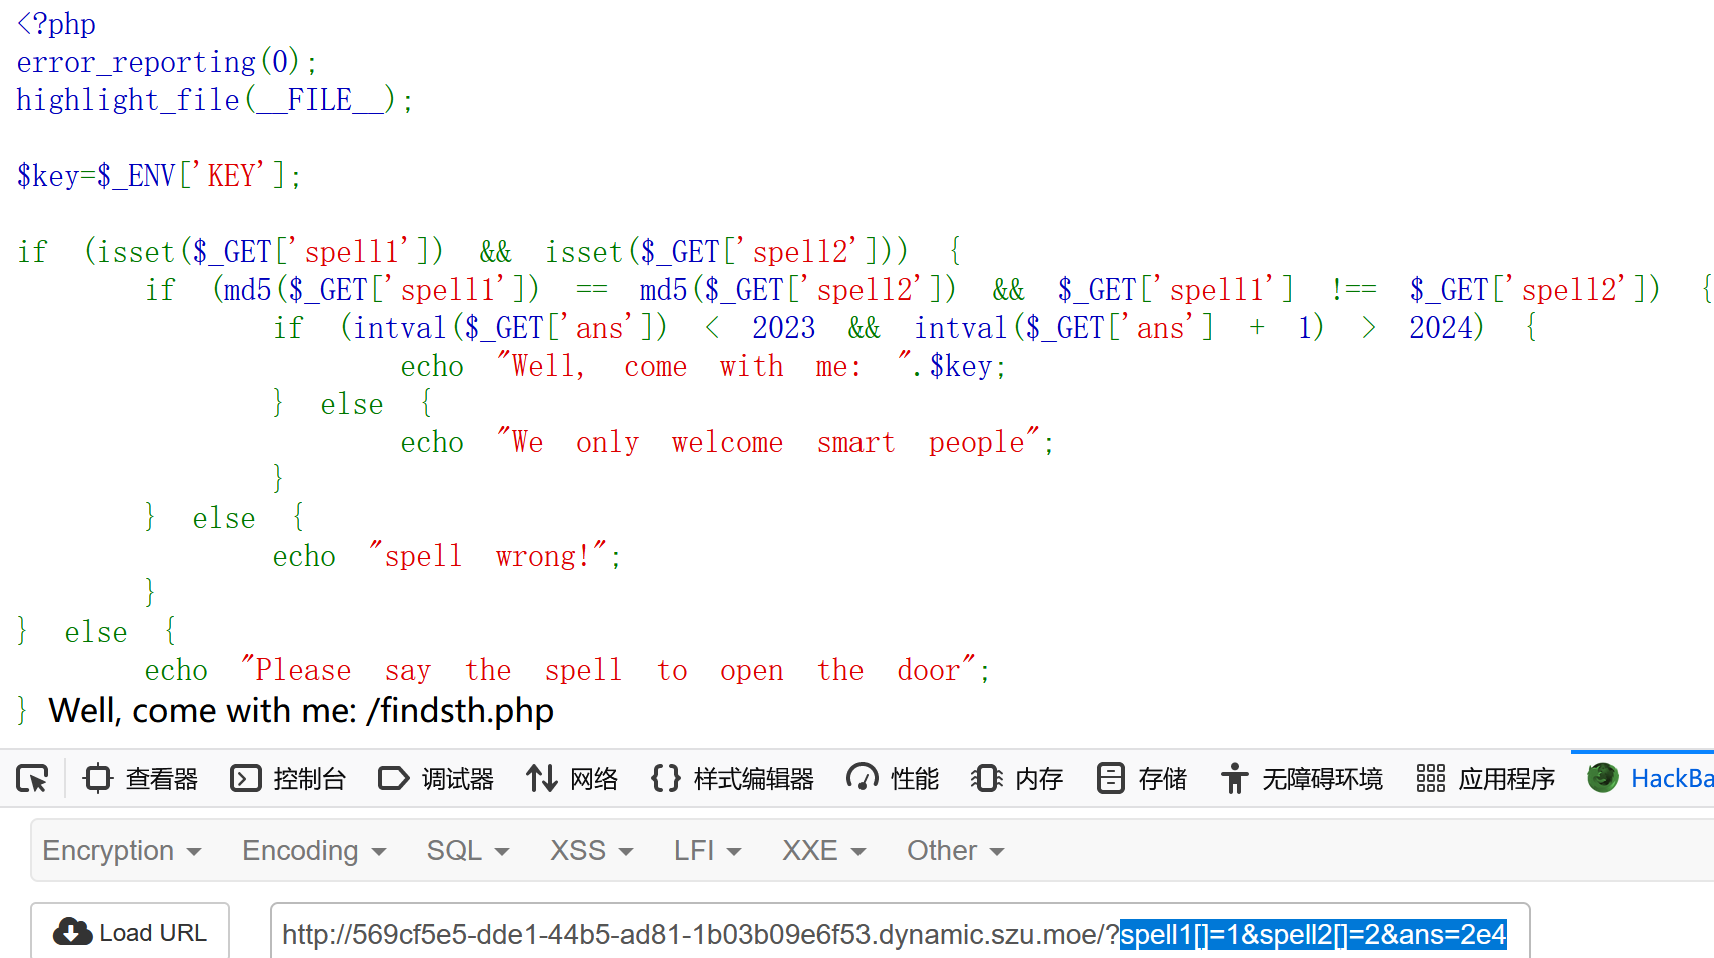 <?php
error_reporting(0);
highlight_file(__FILE__);
$key=$_ENV['KEY'];
if (isset($_GET['spell1']) && isset($_GET['spell2'])) {
if (md5($_GET['spell1']) == md5($_GET['spell2']) && $_GET['spell1'] !== $_GET['spell2']) {
if (intval($_GET['ans']) < 2023 && intval($_GET['ans'] + 1) > 2024) {
echo "Well, come with me: ".$key;
} else {
echo "We only welcome smart people";
}
} else {
echo "spell wrong!";
}
} else {
echo "Please say the spell to open the door";
} Well, come with me: /findsth.php
查看器 控制台 调试器 网络 样式编辑器 性能 内存 存储 无障碍环境 应用程序 HackBa
Encryption Encoding SQL XSS LFI XXE Other
Load URL http://569cf5e5-dde1-44b5-ad81-1b03b09e6f53.dynamic.szu.moe/?spell1[]=1&spell2[]=2&ans=2e4